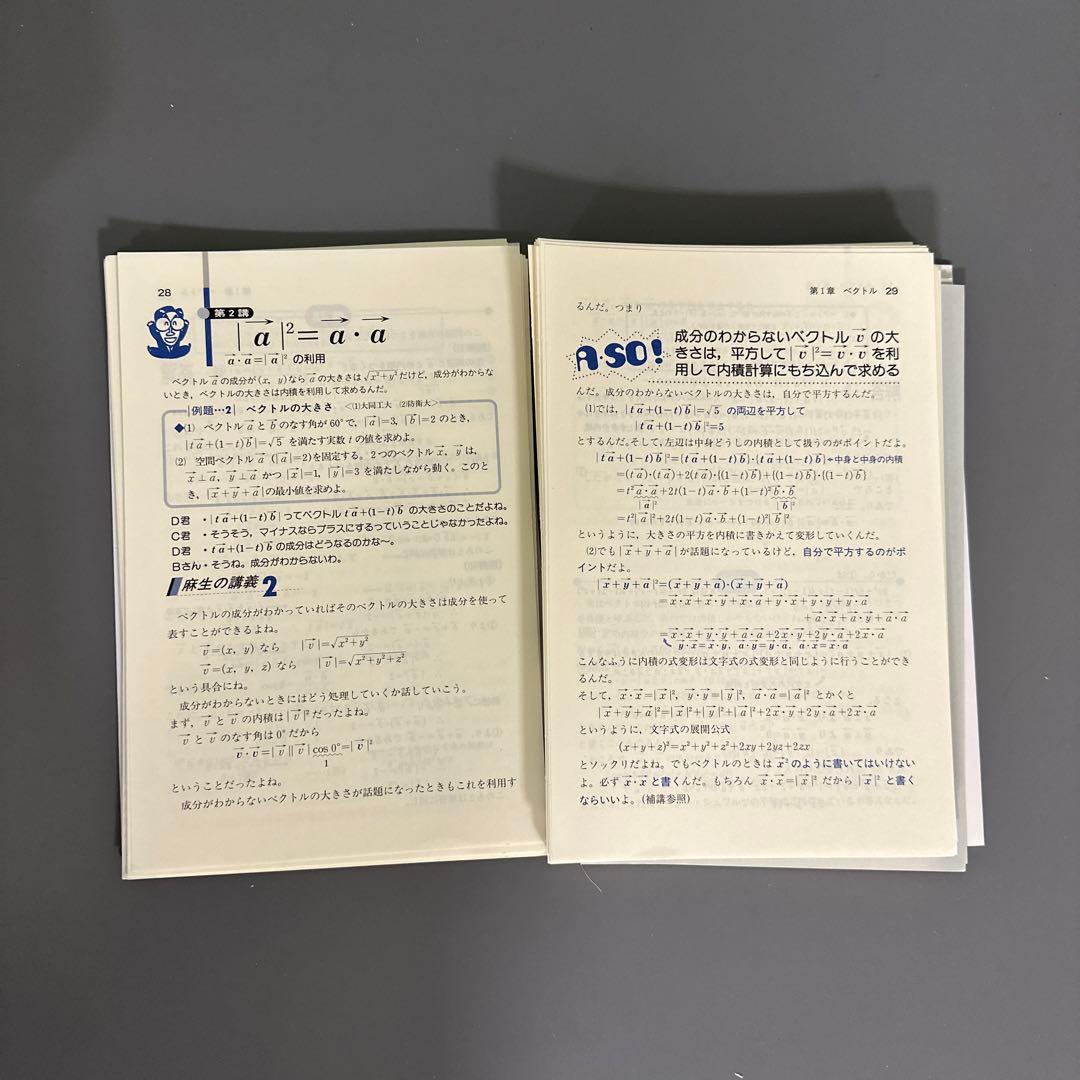 28
第2講
|a→|²=a→・a→
a→・a→=|a→|² の利用
ベクトル a→ の成分が(x, y)なら a→ の大きさは√(x²+y²)だけど，成分がわからな
いとき，ベクトルの大きさは内積を利用して求めるんだ。
例題…2 ベクトルの大きさ <(1)大同工大 (2)防衛大>
◆(1) ベクトル a→ と b→ のなす角が 60°で，|a→|=3, |b→|=2 のとき，
|ta→+(1-t)b→|=√5 を満たす実数 t の値を求めよ。
(2) 空間ベクトル a→ (|a→|=2)を固定する。2つのベクトル x→, y→ は，
x→⊥a→, y→⊥a→ かつ |x→|=1, |y→|=3 を満たしながら動く。このと
き，|x→+y→+a→|の最小値を求めよ。
D君 ・|ta→+(1-t)b→|ってベクトル ta→+(1-t)b→ の大きさのことだよね。
C君 ・そうそう，マイナスならプラスにするっていうことじゃなかったよね。
D君 ・ta→+(1-t)b→ の成分はどうなるのかな〜。
Bさん・そうね。成分がわからないわ。
麻生の講義2
ベクトルの成分がわかっていればそのベクトルの大きさは成分を使って
表すことができるよね。
v→=(x, y) なら |v→|=√(x²+y²)
v→=(x, y, z) なら |v→|=√(x²+y²+z²)
という具合にね。
成分がわからないときにはどう処理していくか話していこう。
まず，v→ と v→ の内積は |v→|² だったよね。
v→ と v→ のなす角は 0°だから
v→・v→=|v→||v→|cos 0°=|v→|²
1
ということだったよね。
成分がわからないベクトルの大きさが話題になったときもこれを利用す
第1章 ベクトル 29
るんだ。つまり
A・SO!
成分のわからないベクトル v→ の大
きさは，平方して|v→|²=v→・v→ を利
用して内積計算にもち込んで求める
んだ。成分のわからないベクトルの大きさは，自分で平方するんだ。
(1)では，|ta→+(1-t)b→|=√5 の両辺を平方して
|ta→+(1-t)b→|²=5
とするんだ。そして，左辺は中身どうしの内積として扱うのがポイントだよ。
|ta→+(1-t)b→|²={ta→+(1-t)b→}・{ta→+(1-t)b→}←中身と中身の内積
=(ta→)・(ta→)+2(ta→)・{(1-t)b→}+{(1-t)b→}・{(1-t)b→}
=t²a→・a→+2t(1-t)a→・b→+(1-t)²b→・b→
|a→|² |b→|²
=t²|a→|²+2t(1-t)a→・b→+(1-t)²|b→|²
というように，大きさの平方を内積に書きかえて変形していくんだ。
(2)でも|x→+y→+a→|が話題になっているけど，自分で平方するのがポ
イントだよ。
|x→+y→+a→|²=(x→+y→+a→)・(x→+y→+a→)
=x→・x→+x→・y→+x→・a→+y→・x→+y→・y→+y→・a→
+a→・x→+a→・y→+a→・a→
=x→・x→+y→・y→+a→・a→+2x→・y→+2y→・a→+2x→・a→
y→・x→=x→・y→, a→・y→=y→・a→, a→・x→=x→・a→
こんなふうに内積の式変形は文字式の式変形と同じように行うことができ
るんだ。
そして，x→・x→=|x→|², y→・y→=|y→|², a→・a→=|a→|² とかくと
|x→+y→+a→|²=|x→|²+|y→|²+|a→|²+2x→・y→+2y→・a→+2x→・a→
というように，文字式の展開公式
(x+y+z)²=x²+y²+z²+2xy+2yz+2zx
とソックリだよね。でもベクトルのときは x→² のように書いてはいけない
よ。必ず x→・x→ と書くんだ。もちろん x→・x→=|x→|² だから |x→|² と書く
ならいいよ。(補講参照)